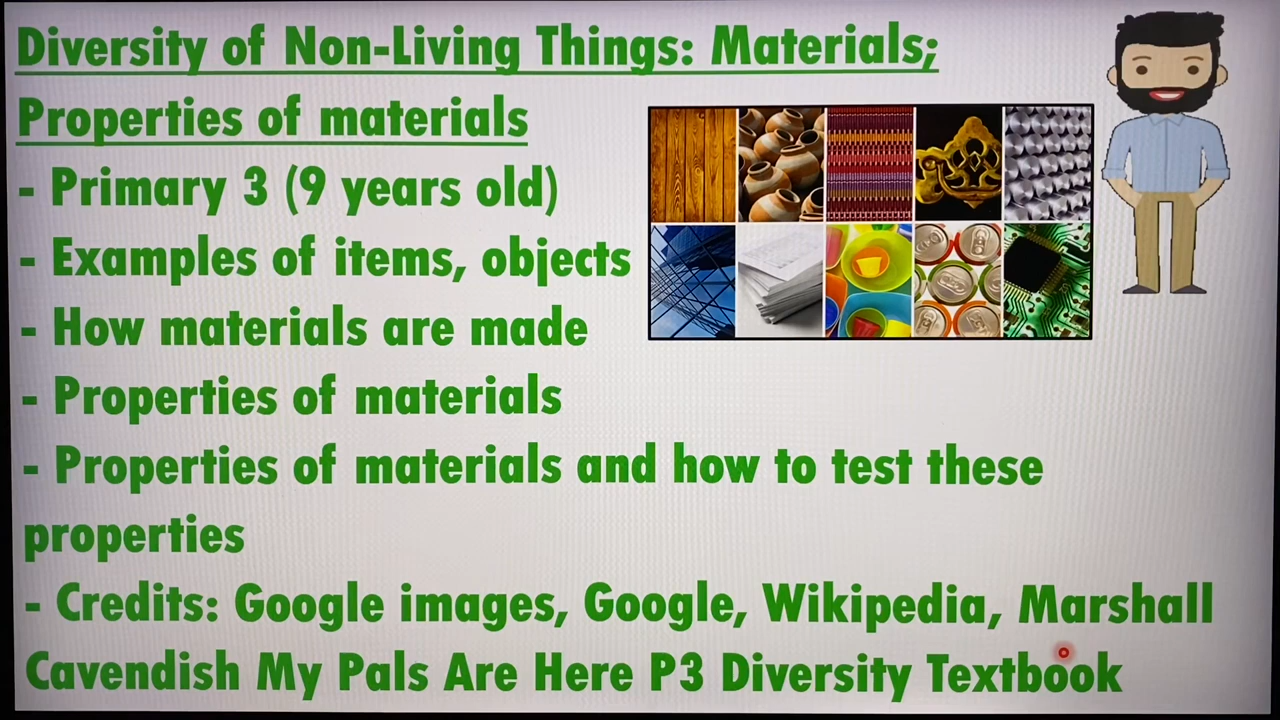 Diversity of Non-Living Things: Materials;
Properties of materials
- Primary 3 (9 years old)
- Examples of items, objects
- How materials are made
- Properties of materials
- Properties of materials and how to test these
properties
- Credits: Google images, Google, Wikipedia, Marshall
Cavendish My Pals Are Here P3 Diversity Textbook